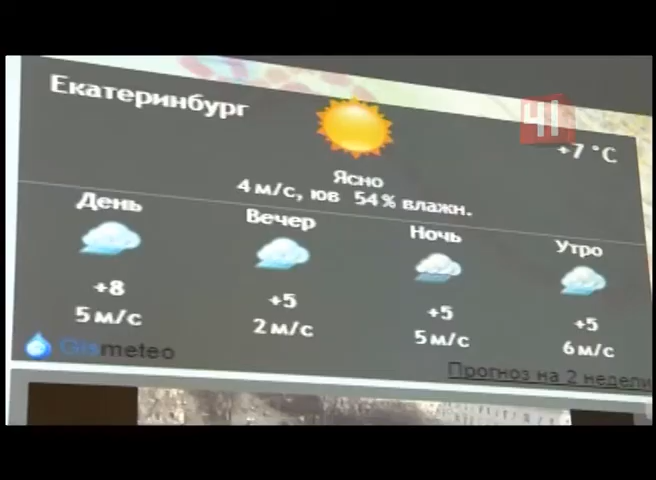 Екатеринбург
41
+7 °C
Ясно
4 м/с, юв 54 % влажн.
День Вечер Ночь Утро
+8 +5 +5 +5
5 м/с 2 м/с 5 м/с 6 м/с
Gismeteo
Прогноз на 2 недели